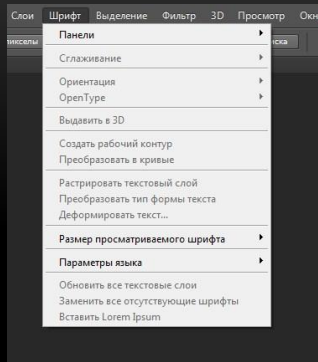 Слои Шрифт Выделение Фильтр 3D Просмотр
Панели
Сглаживание
Ориентация
OpenType
Выдавить в 3D
Создать рабочий контур
Преобразовать в кривые
Растрировать текстовый слой
Преобразовать тип формы текста
Деформировать текст...
Размер просматриваемого шрифта
Параметры языка
Обновить все текстовые слои
Заменить все отсутствующие шрифты
Вставить Lorem Ipsum